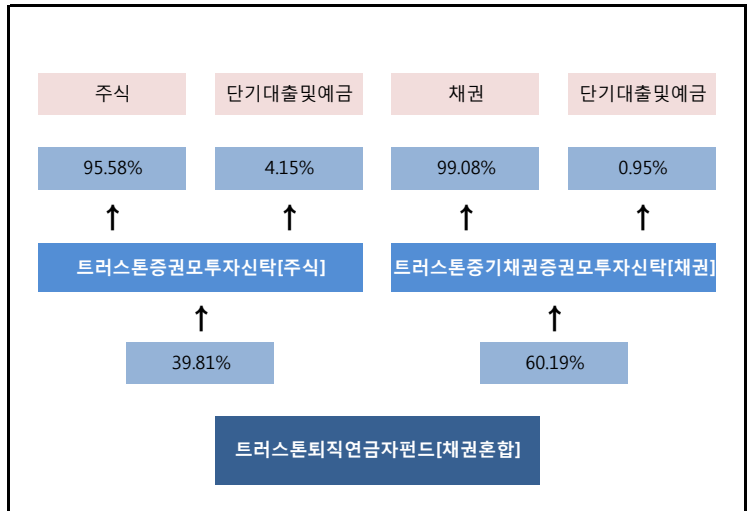 주식
단기대출및예금
채권
단기대출및예금
95.58%
4.15%
99.08%
0.95%
↑
↑
↑
↑
트러스톤증권모투자신탁[주식]
트러스톤중기채권증권모투자신탁[채권]
↑
↑
39.81%
60.19%
트러스톤퇴직연금자펀드[채권혼합]